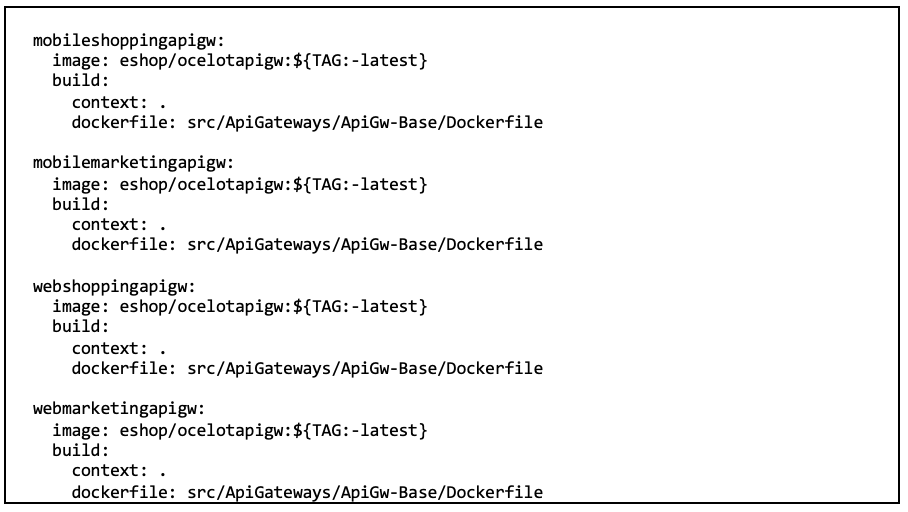 mobileshoppingapigw:
  image: eshop/ocelotapigw:${TAG:-latest}
  build:
    context: .
    dockerfile: src/ApiGateways/ApiGw-Base/Dockerfile

mobilemarketingapigw:
  image: eshop/ocelotapigw:${TAG:-latest}
  build:
    context: .
    dockerfile: src/ApiGateways/ApiGw-Base/Dockerfile

webshoppingapigw:
  image: eshop/ocelotapigw:${TAG:-latest}
  build:
    context: .
    dockerfile: src/ApiGateways/ApiGw-Base/Dockerfile

webmarketingapigw:
  image: eshop/ocelotapigw:${TAG:-latest}
  build:
    context: .
    dockerfile: src/ApiGateways/ApiGw-Base/Dockerfile